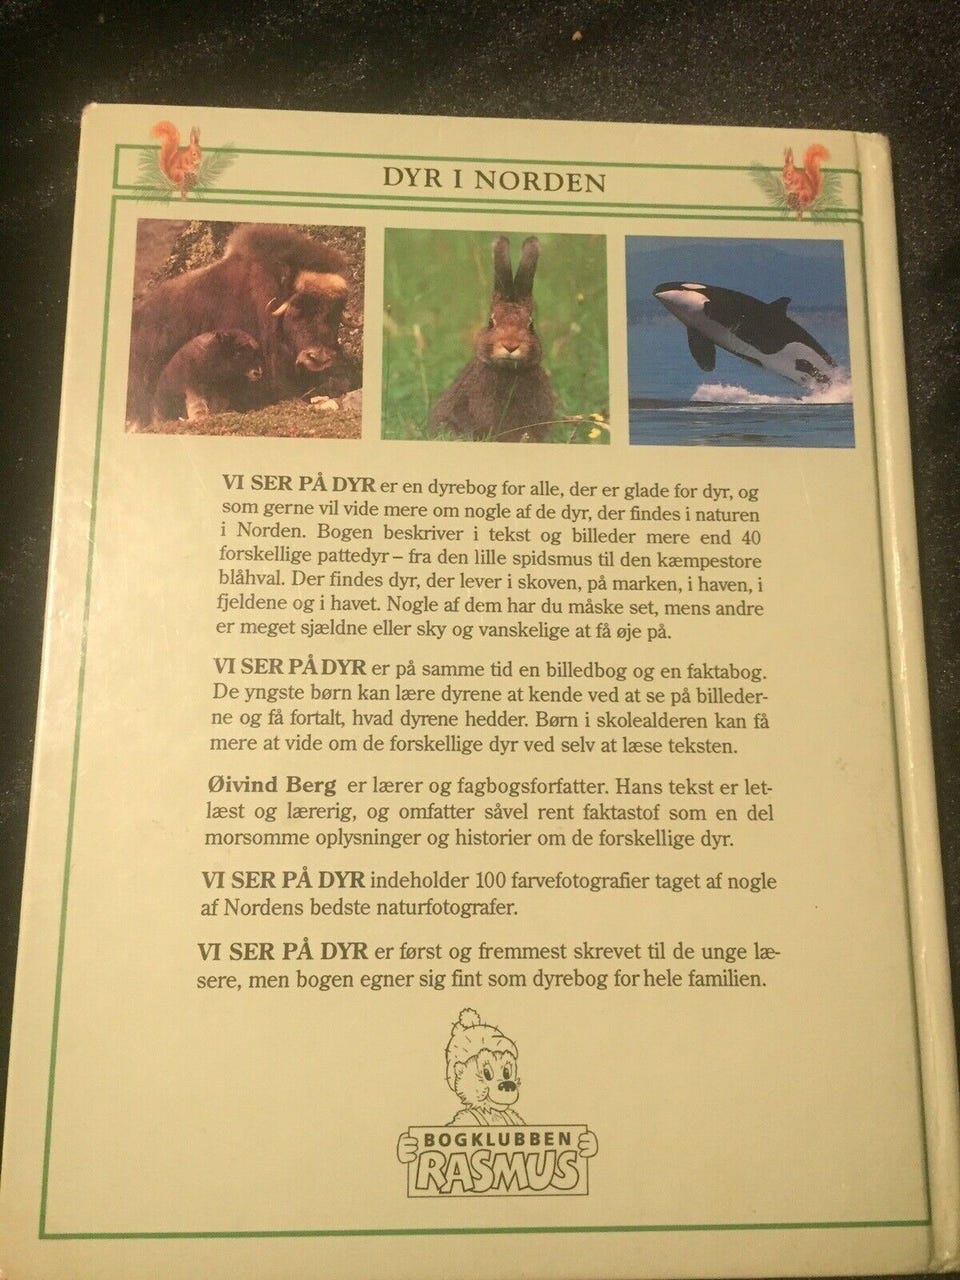 DYR I NORDEN
VI SER PÅ DYR er en dyrebog for alle, der er glade for dyr, og
som gerne vil vide mere om nogle af de dyr, der findes i naturen
i Norden. Bogen beskriver i tekst og billeder mere end 40
forskellige pattedyr – fra den lille spidsmus til den kæmpestore
blåhval. Der findes dyr, der lever i skoven, på marken, i haven, i
fjeldene og i havet. Nogle af dem har du måske set, mens andre
er meget sjældne eller sky og vanskelige at få øje på.
VI SER PÅ DYR er på samme tid en billedbog og en faktabog.
De yngste børn kan lære dyrene at kende ved at se på billeder-
ne og få fortalt, hvad dyrene hedder. Børn i skolealderen kan få
mere at vide om de forskellige dyr ved selv at læse teksten.
Øivind Berg er lærer og fagbogsforfatter. Hans tekst er let-
læst og lærerig, og omfatter såvel rent faktastof som en del
morsomme oplysninger og historier om de forskellige dyr.
VI SER PÅ DYR indeholder 100 farvefotografier taget af nogle
af Nordens bedste naturfotografer.
VI SER PÅ DYR er først og fremmest skrevet til de unge læ-
sere, men bogen egner sig fint som dyrebog for hele familien.
BOGKLUBBEN
RASMUS